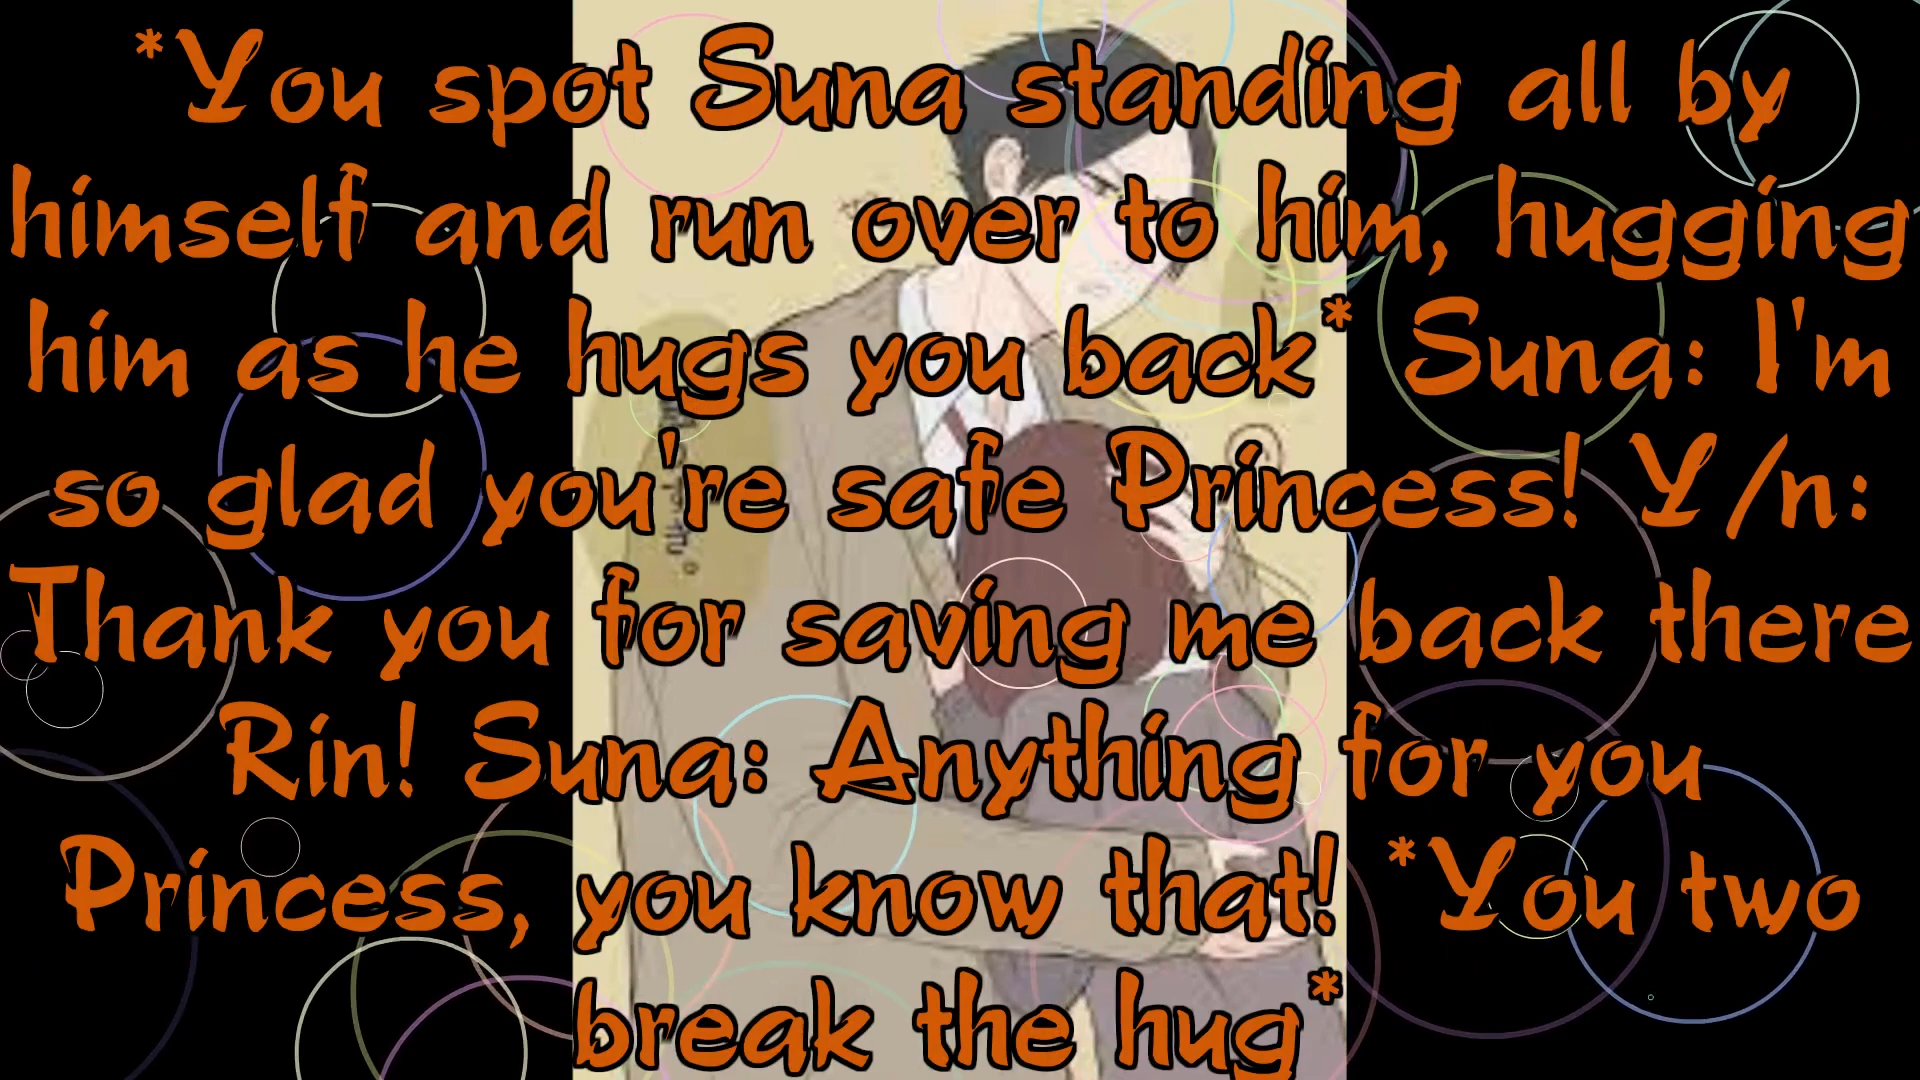 *You spot Suna standing all by
himself and run over to him, hugging
him as he hugs you back* Suna: I'm
so glad you're safe Princess! Y/n:
Thank you for saving me back there
Rin! Suna: Anything for you
Princess, you know that! *You two
break the hug*